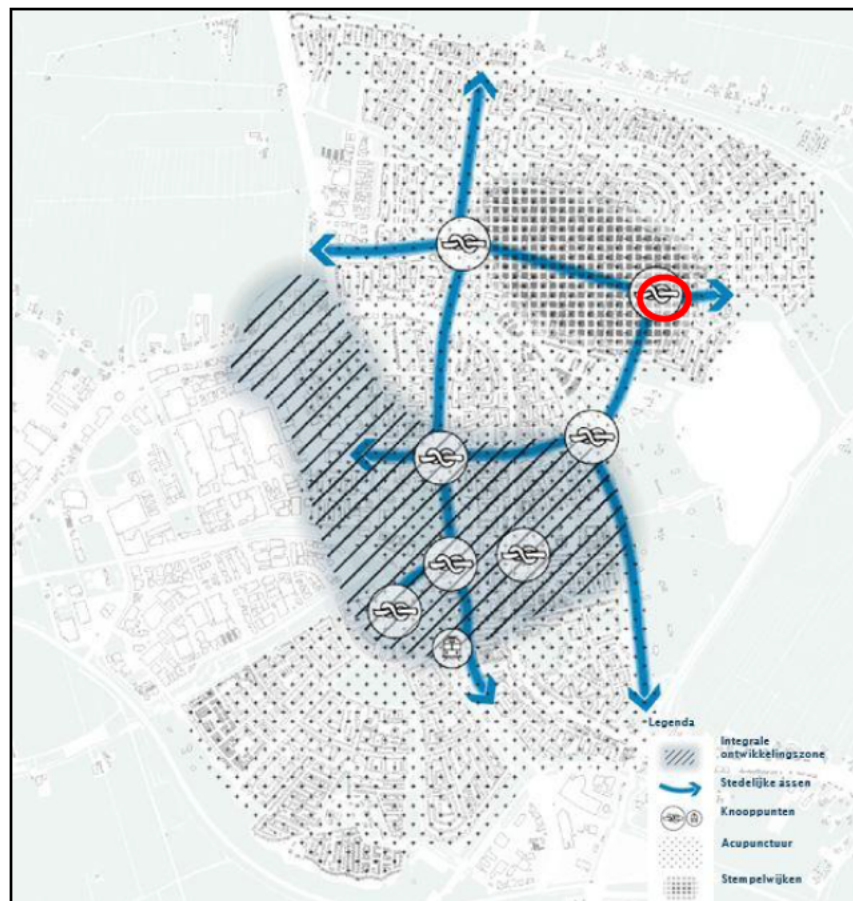 Legenda
Integrale
ontwikkelingszone
Stedelijke assen
Knooppunten
Acupunctuur
Stempelwijken